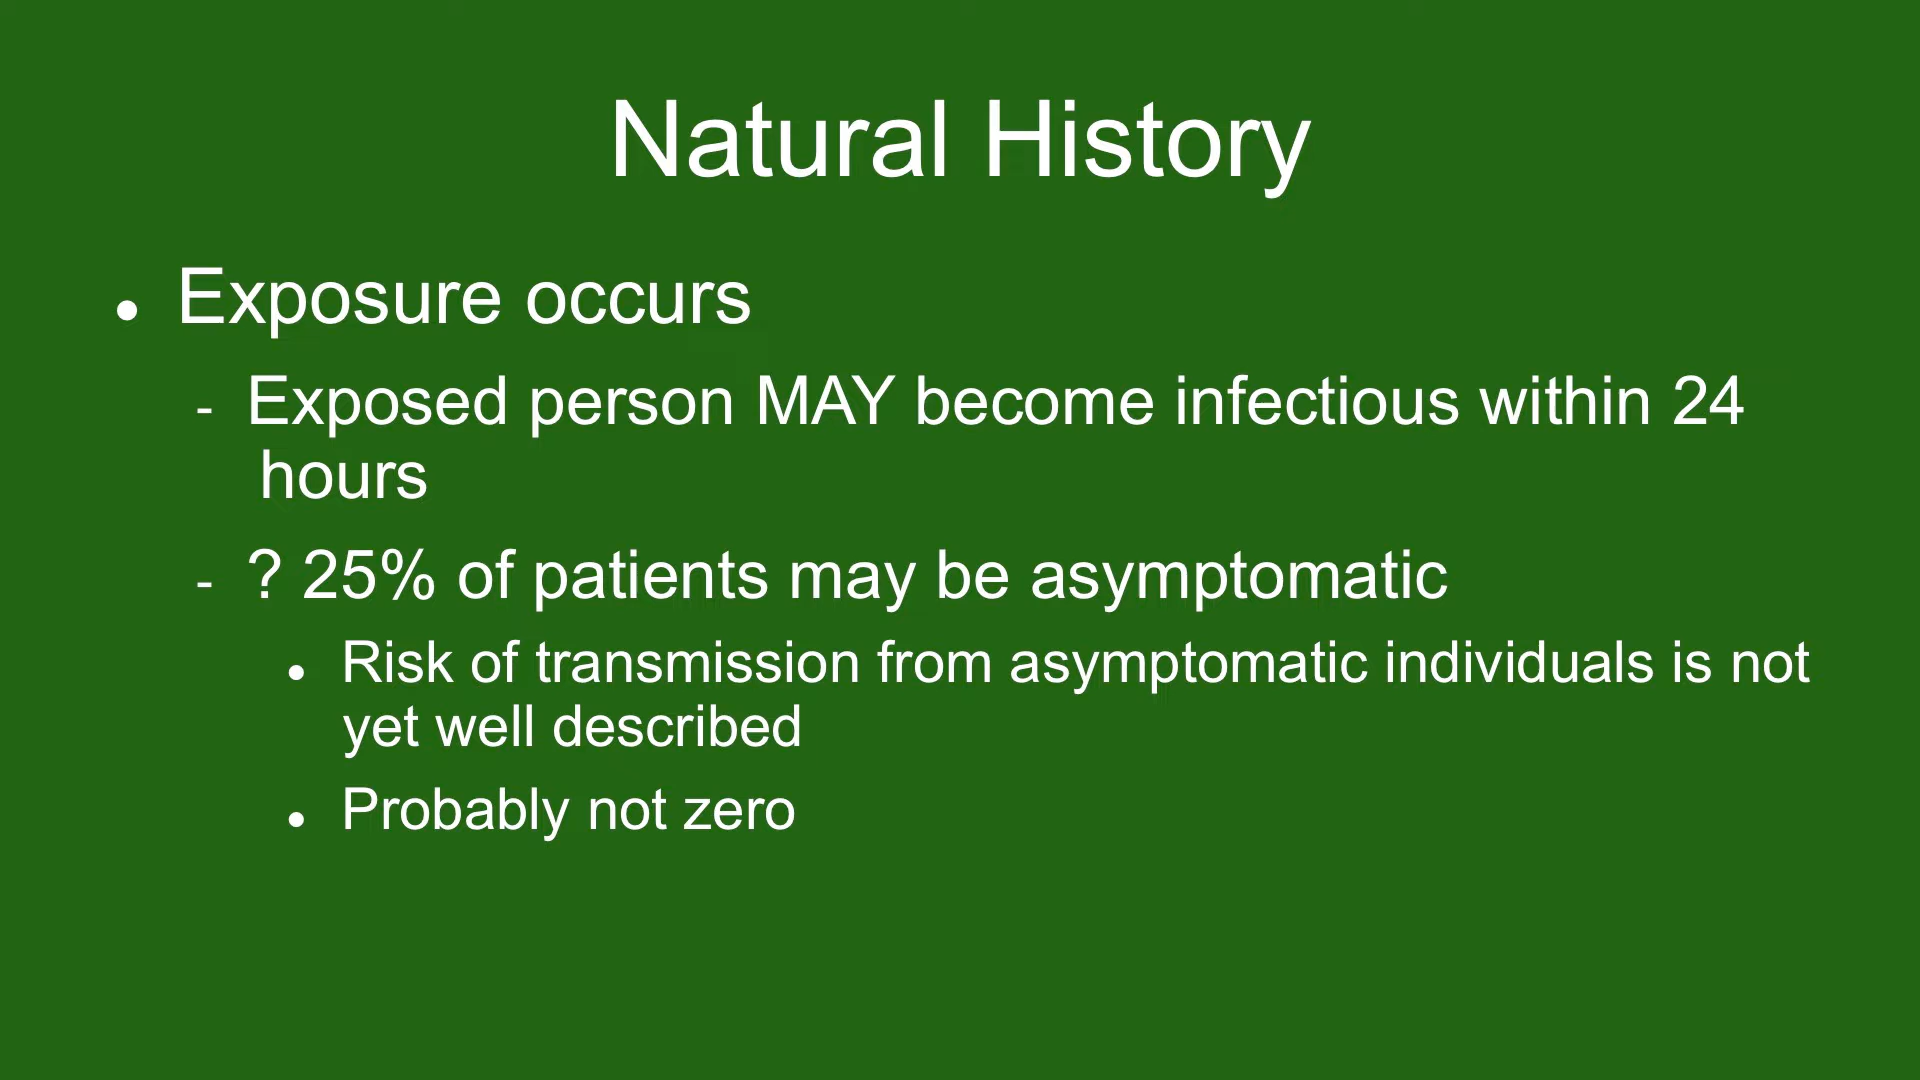 Natural History
• Exposure occurs
- Exposed person MAY become infectious within 24
hours
- ? 25% of patients may be asymptomatic
• Risk of transmission from asymptomatic individuals is not
yet well described
• Probably not zero